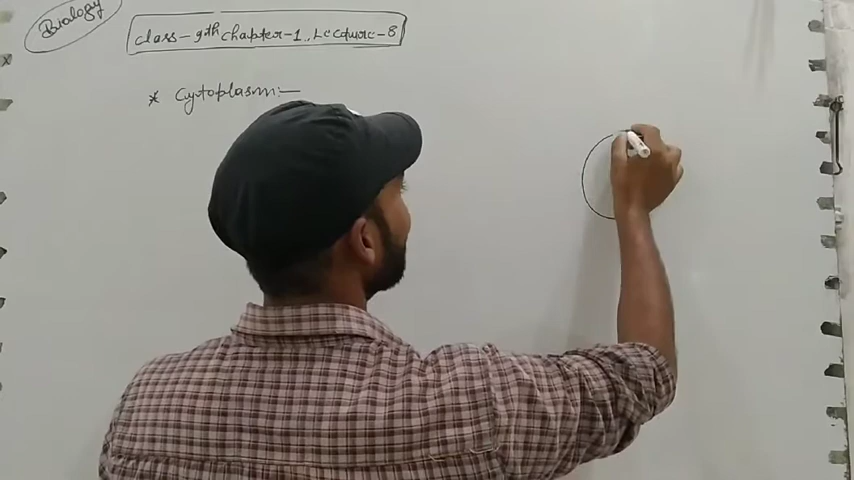 Biology
class-9th chapter-1., Lecture-8
* Cytoplasm:-